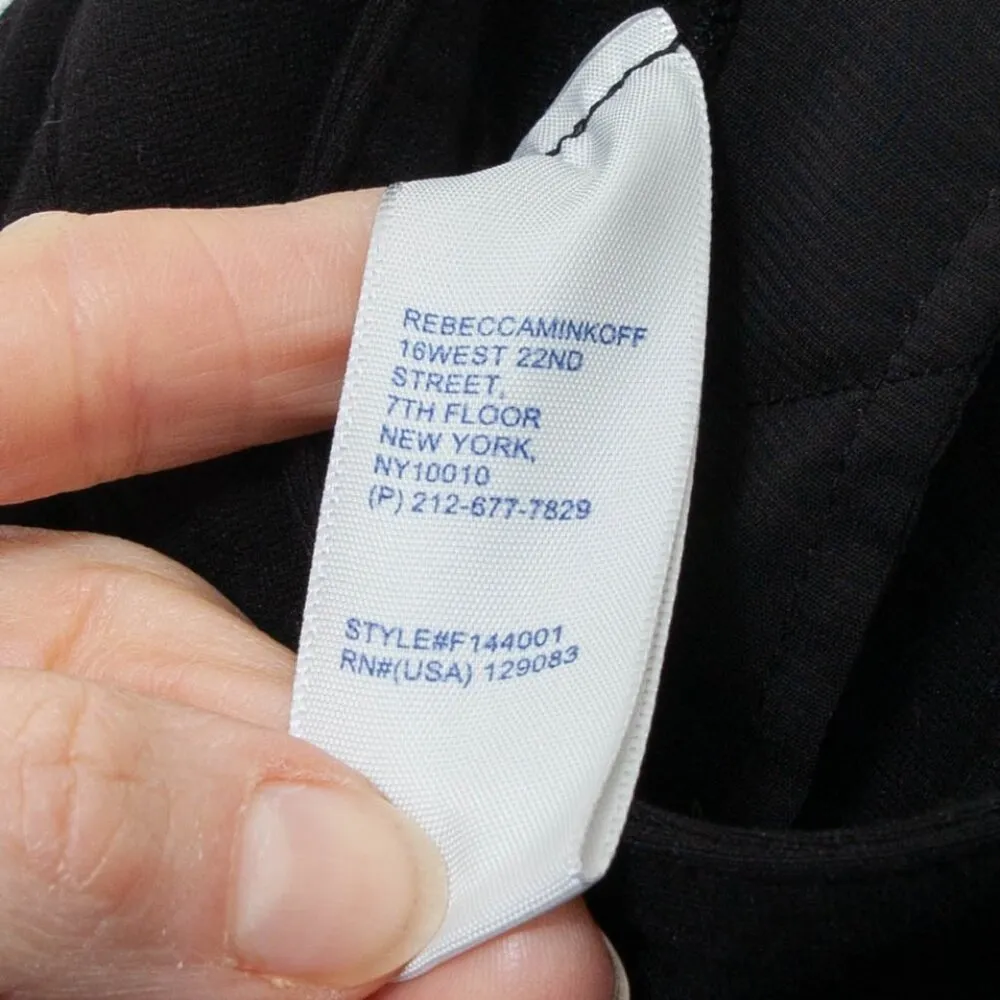 REBECCAMINKOFF
16WEST 22ND
STREET,
7TH FLOOR
NEW YORK,
NY10010
(P) 212-677-7829
STYLE#F144001
RN#(USA) 129083